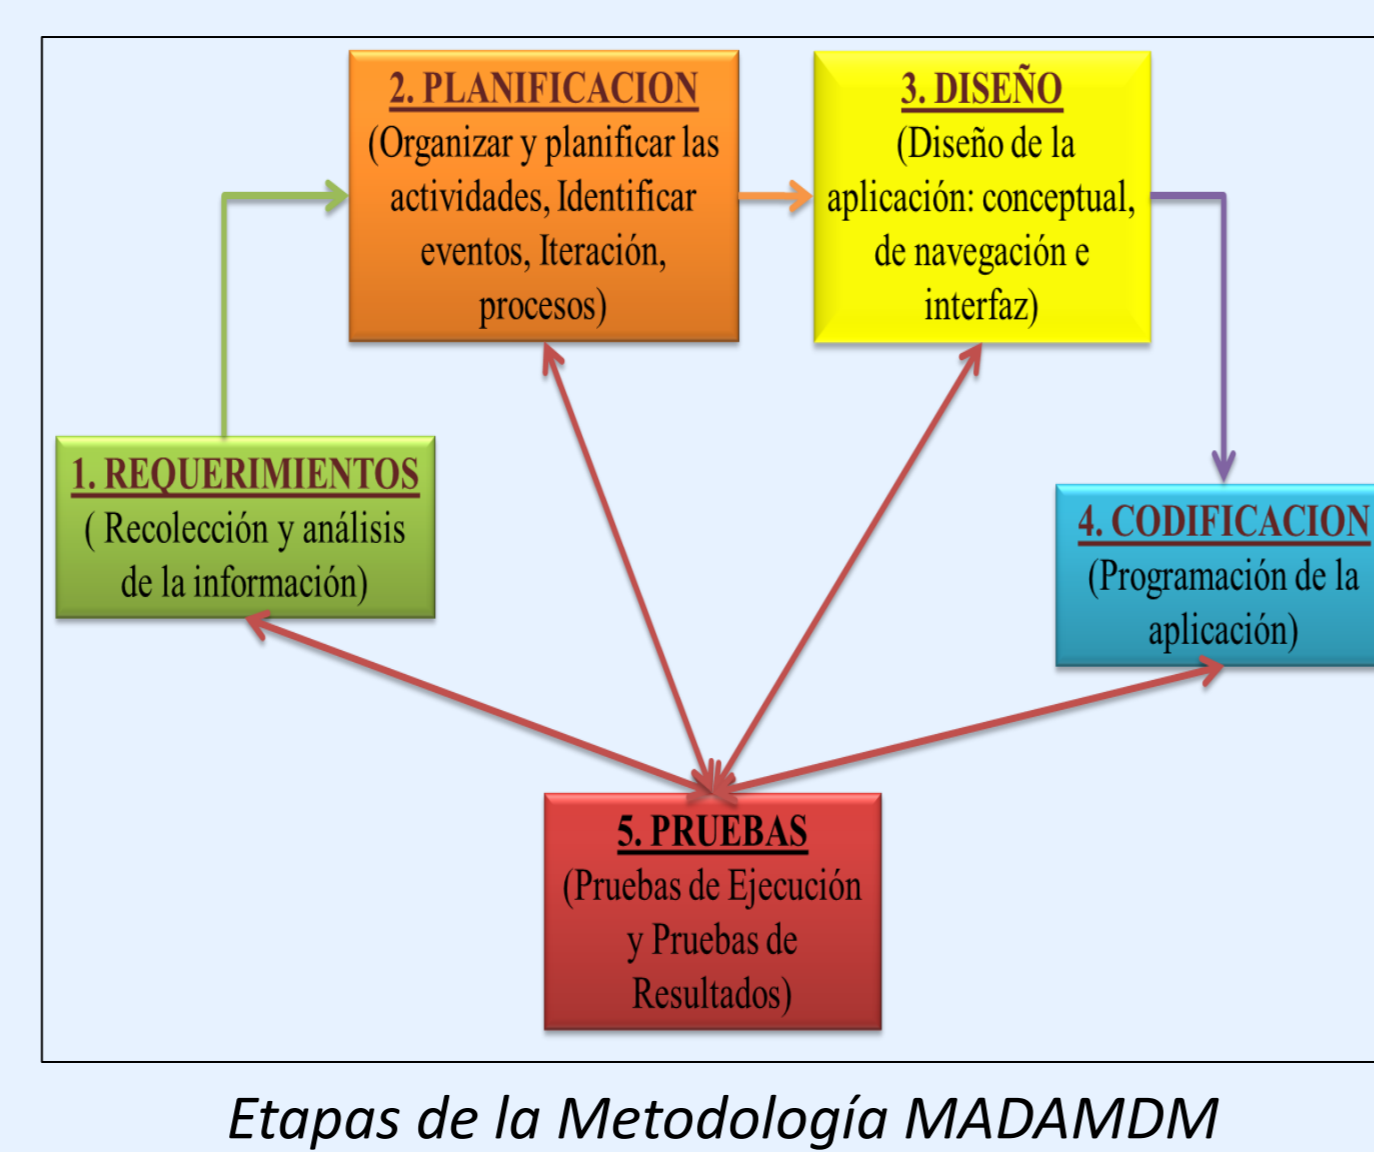 1. REQUERIMIENTOS
( Recolección y análisis
de la información)
2. PLANIFICACION
(Organizar y planificar las
actividades, Identificar
eventos, Iteración,
procesos)
3. DISEÑO
(Diseño de la
aplicación: conceptual,
de navegación e
interfaz)
4. CODIFICACION
(Programación de la
aplicación)
5. PRUEBAS
(Pruebas de Ejecución
y Pruebas de
Resultados)
Etapas de la Metodología MADAMDM